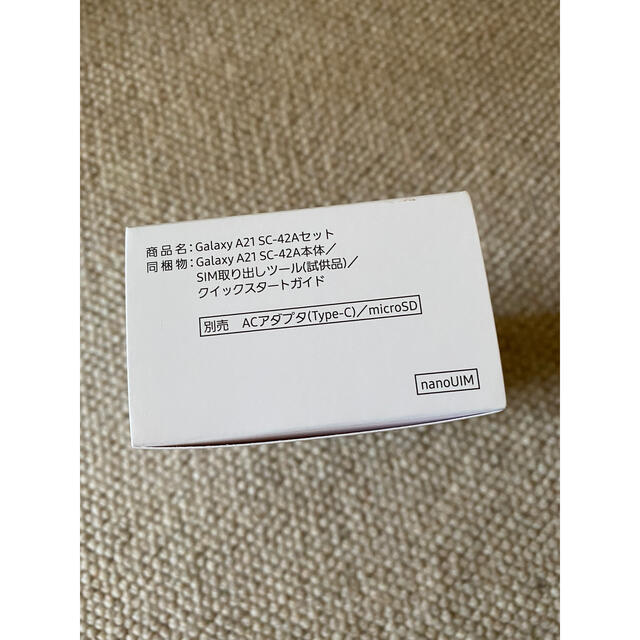 商品名:Galaxy A21 SC-42Aセット
同梱物:Galaxy A21 SC-42A本体/
SIM取り出しツール(試供品)/
クイックスタートガイド
別売 ACアダプタ(Type-C)/microSD
nanoUIM